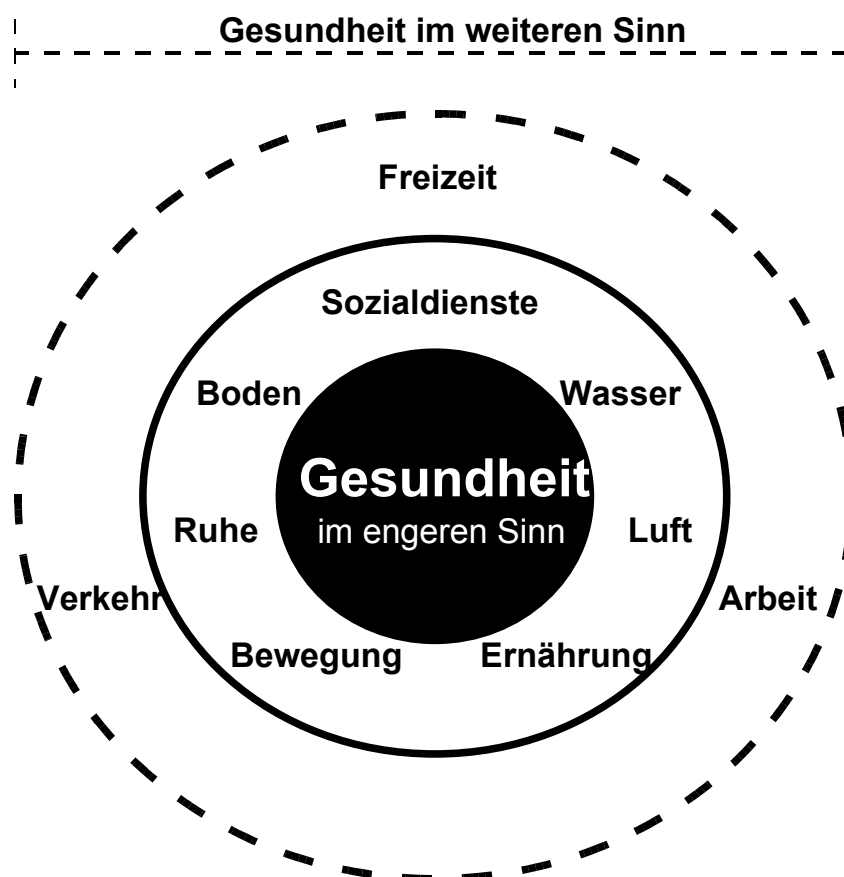 Gesundheit im weiteren Sinn
Freizeit
Sozialdienste
Boden
Wasser
Gesundheit
im engeren Sinn
Ruhe
Luft
Verkehr
Arbeit
Bewegung
Ernährung